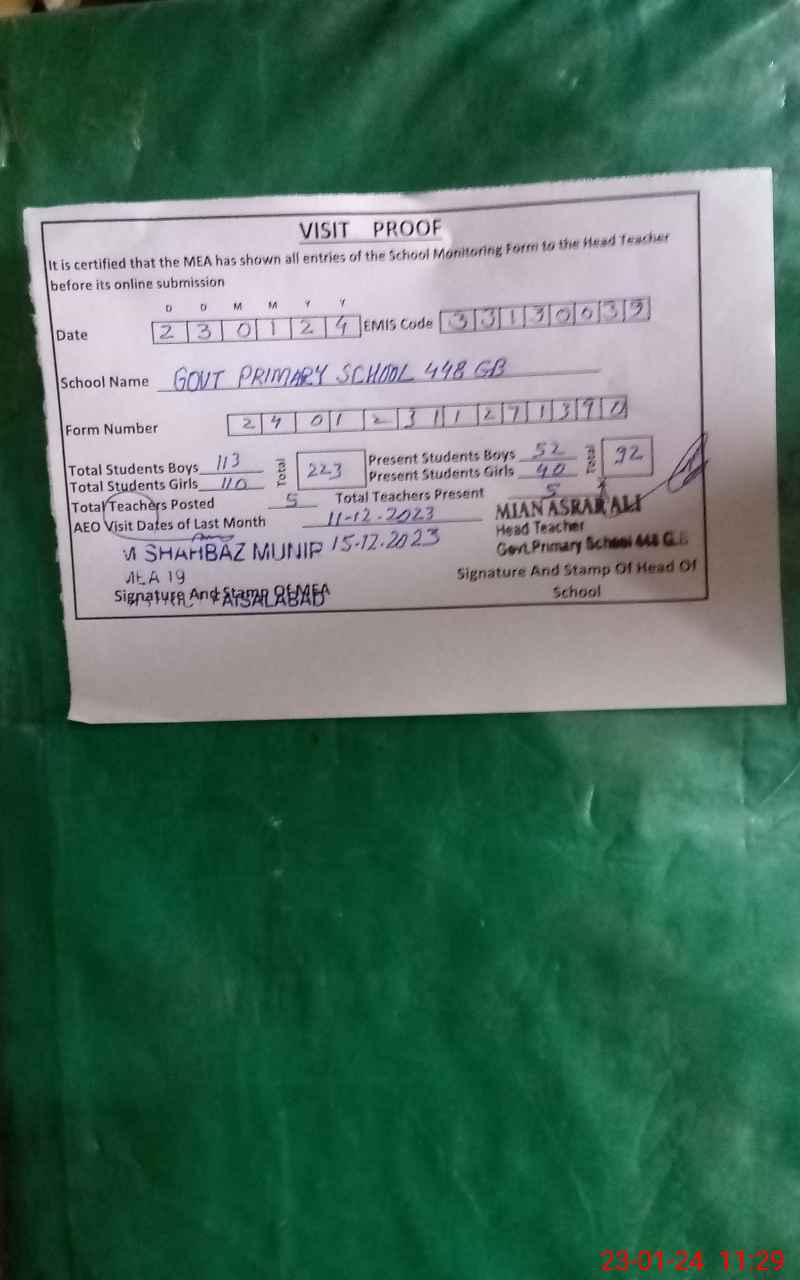 VISIT PROOF
It is certified that the MEA has shown all entries of the School Monitoring Form to the Head Teacher
before its online submission
D D M M Y Y
Date 2 3 0 1 2 4 EMIS Code 3 3 1 3 0 0 3 9
School Name GOVT PRIMARY SCHOOL 448 GB
Form Number 2 4 01 2 3 1 1 2 7 1 3 9 0
Total Students Boys 113 Total 223 Present Students Boys 52 Total 92
Total Students Girls 110 Present Students Girls 40
Total Teachers Posted 5 Total Teachers Present 5
AEO Visit Dates of Last Month 11-12-2023
15-12-2023
MIAN ASRAR ALI
Head Teacher
Govt.Primary School 448 G.B
M SHAHBAZ MUNIR
MEA 19
FAISALABAD
Signature And Stamp Of MEA
Signature And Stamp Of Head Of
School
23-01-24 11:29